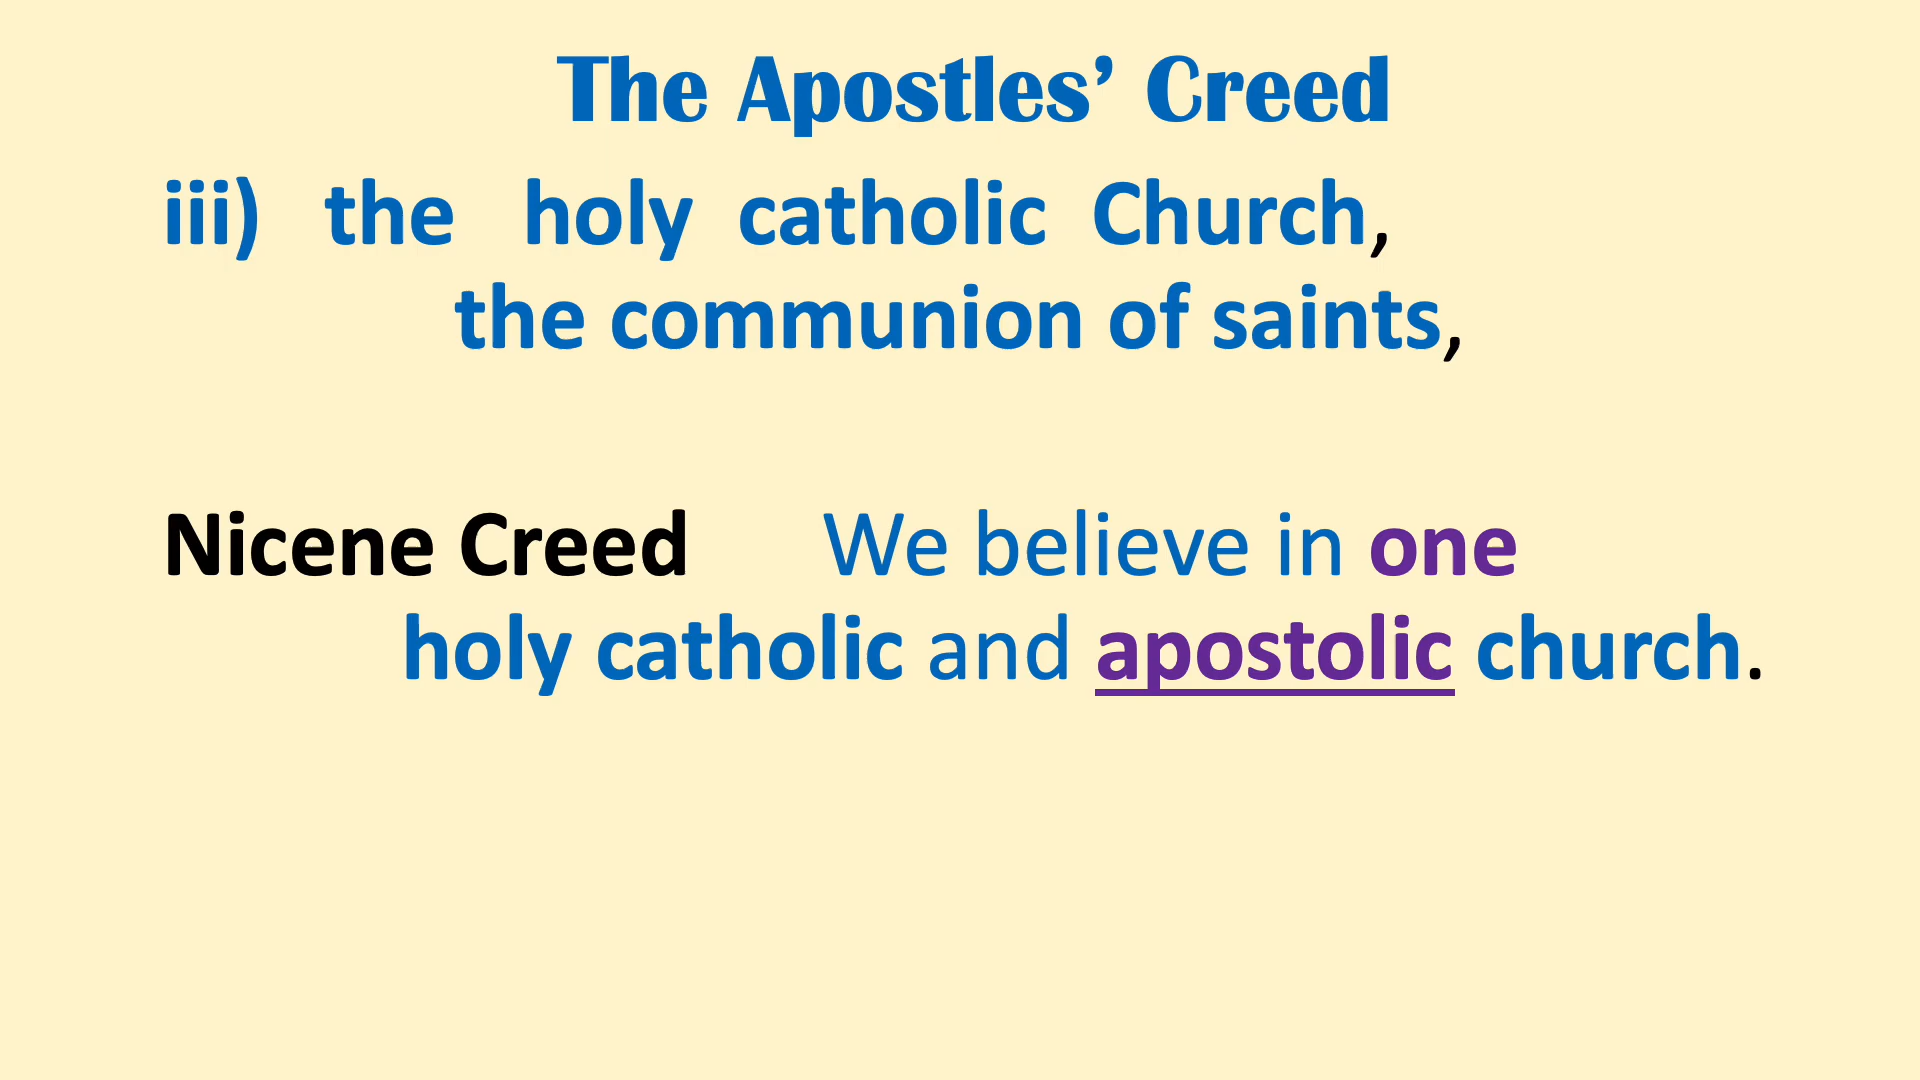 The Apostles’ Creed
iii) the holy catholic Church,
the communion of saints,
Nicene Creed We believe in one
holy catholic and apostolic church.